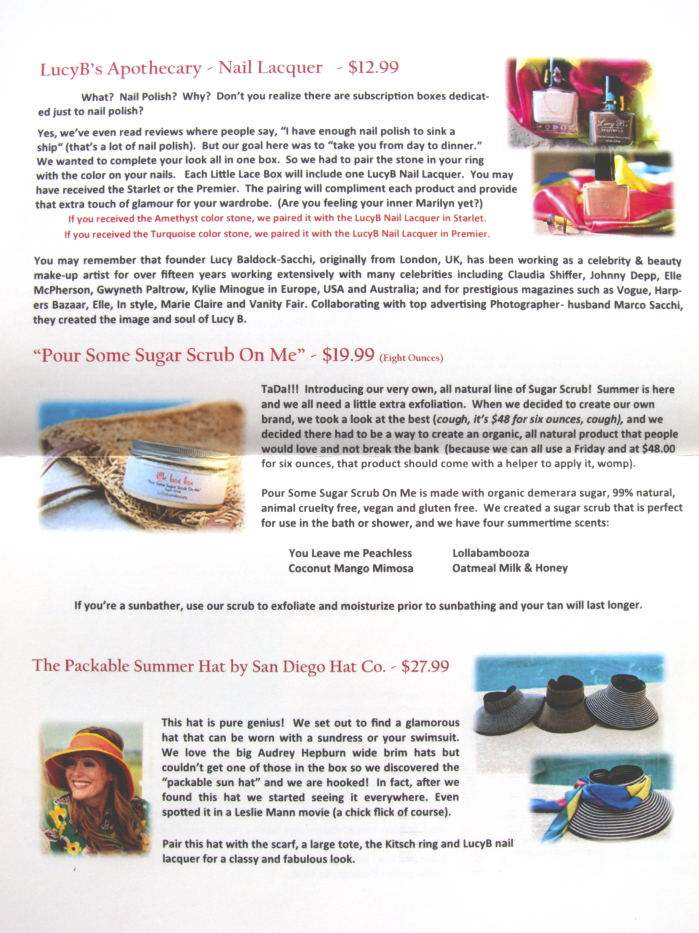 LucyB's Apothecary - Nail Lacquer - $12.99
What? Nail Polish? Why? Don't you realize there are subscription boxes dedicat-
ed just to nail polish?
Yes, we've even read reviews where people say, "I have enough nail polish to sink a
ship" (that's a lot of nail polish). But our goal here was to "take you from day to dinner."
We wanted to complete your look all in one box. So we had to pair the stone in your ring
with the color on your nails. Each Little Lace Box will include one LucyB Nail Lacquer. You may
have received the Starlet or the Premier. The pairing will compliment each product and provide
that extra touch of glamour for your wardrobe. (Are you feeling your inner Marilyn yet?)
If you received the Amethyst color stone, we paired it with the LucyB Nail Lacquer in Starlet.
If you received the Turquoise color stone, we paired it with the LucyB Nail Lacquer in Premier.
You may remember that founder Lucy Baldock-Sacchi, originally from London, UK, has been working as a celebrity & beauty
make-up artist for over fifteen years working extensively with many celebrities including Claudia Shiffer, Johnny Depp, Elle
McPherson, Gwyneth Paltrow, Kylie Minogue in Europe, USA and Australia; and for prestigious magazines such as Vogue, Harp-
ers Bazaar, Elle, In style, Marie Claire and Vanity Fair. Collaborating with top advertising Photographer- husband Marco Sacchi,
they created the image and soul of Lucy B.
"Pour Some Sugar Scrub On Me" - $19.99 (Eight Ounces)
TaDa!!! Introducing our very own, all natural line of Sugar Scrub! Summer is here
and we all need a little extra exfoliation. When we decided to create our own
brand, we took a look at the best (cough, it's $48 for six ounces, cough), and we
decided there had to be a way to create an organic, all natural product that people
would love and not break the bank (because we can all use a Friday and at $48.00
for six ounces, that product should come with a helper to apply it, womp).
little lace box
Pour Some Sugar Scrub On Me is made with organic demerara sugar, 99% natural,
animal cruelty free, vegan and gluten free. We created a sugar scrub that is perfect
for use in the bath or shower, and we have four summertime scents:
You Leave me Peachless Lollabambooza
Coconut Mango Mimosa Oatmeal Milk & Honey
If you're a sunbather, use our scrub to exfoliate and moisturize prior to sunbathing and your tan will last longer.
The Packable Summer Hat by San Diego Hat Co. - $27.99
This hat is pure genius! We set out to find a glamorous
hat that can be worn with a sundress or your swimsuit.
We love the big Audrey Hepburn wide brim hats but
couldn't get one of those in the box so we discovered the
"packable sun hat" and we are hooked! In fact, after we
found this hat we started seeing it everywhere. Even
spotted it in a Leslie Mann movie (a chick flick of course).
Pair this hat with the scarf, a large tote, the Kitsch ring and LucyB nail
lacquer for a classy and fabulous look.